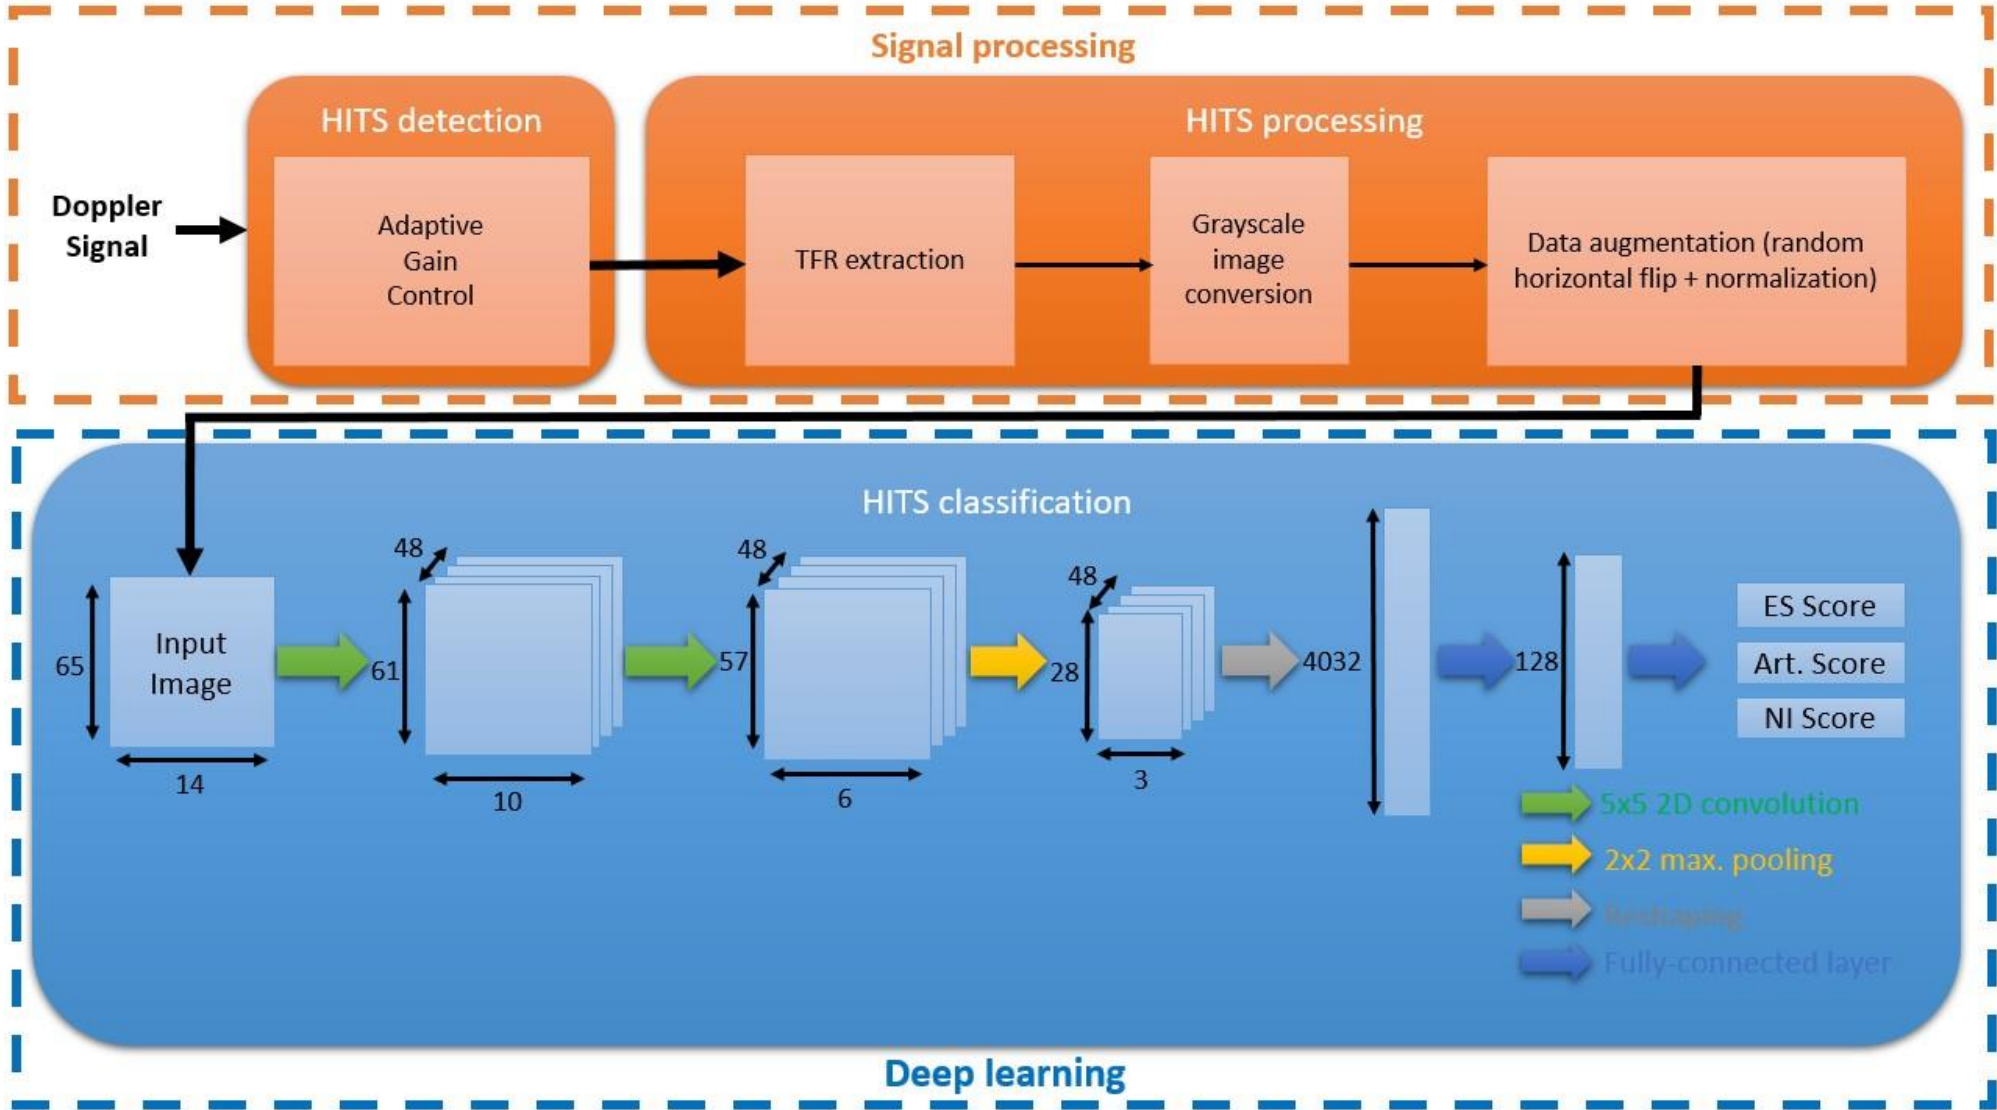 Signal processing
HITS detection
HITS processing
Doppler
Signal
Adaptive
Gain
Control
TFR extraction
Grayscale
image
conversion
Data augmentation (random
horizontal flip + normalization)
HITS classification
Input
Image
65
14
48
61
10
48
57
6
48
28
3
4032
128
ES Score
Art. Score
NI Score
5x5 2D convolution
2x2 max. pooling
Reshaping
Fully-connected layer
Deep learning